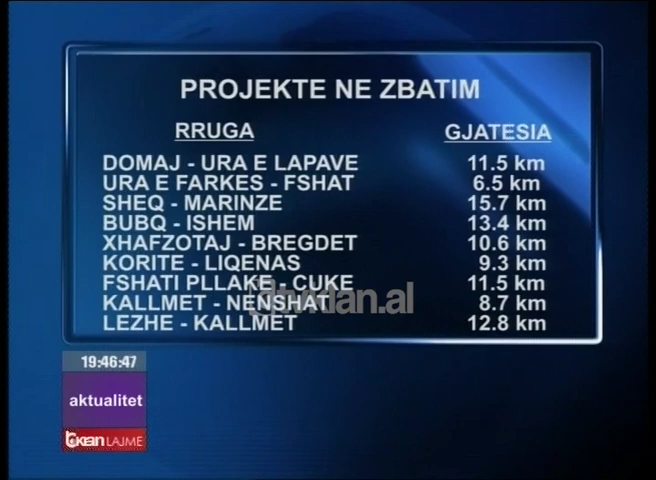 PROJEKTE NE ZBATIM
RRUGA GJATESIA
DOMAJ - URA E LAPAVE 11.5 km
URA E FARKES - FSHAT 6.5 km
SHEQ - MARINZE 15.7 km
BUBQ - ISHEM 13.4 km
XHAFZOTAJ - BREGDET 10.6 km
KORITE - LIQENAS 9.3 km
FSHATI PLLAKE - CUKE 11.5 km
KALLMET - NENSHAT 8.7 km
LEZHE - KALLMET 12.8 km
19:46:47
aktualitet
LAJME